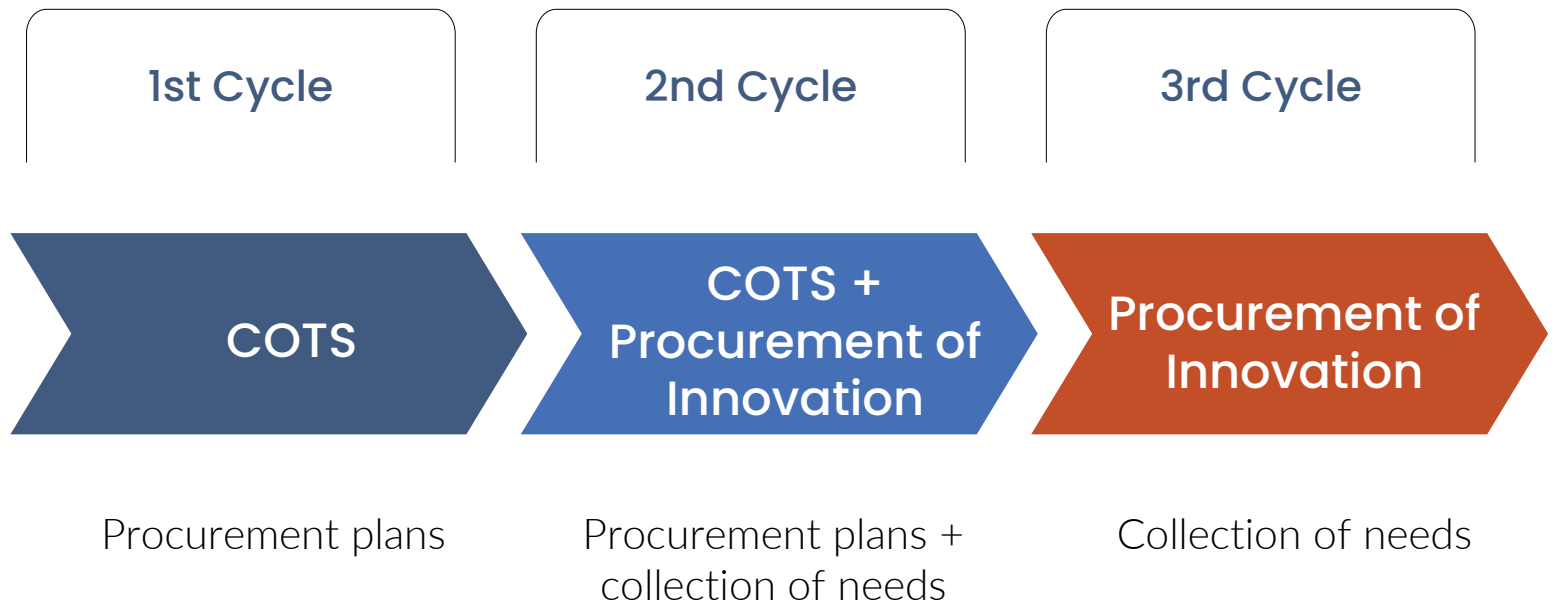 1st Cycle
2nd Cycle
3rd Cycle
COTS
COTS +
Procurement of
Innovation
Procurement of
Innovation
Procurement plans
Procurement plans +
collection of needs
Collection of needs